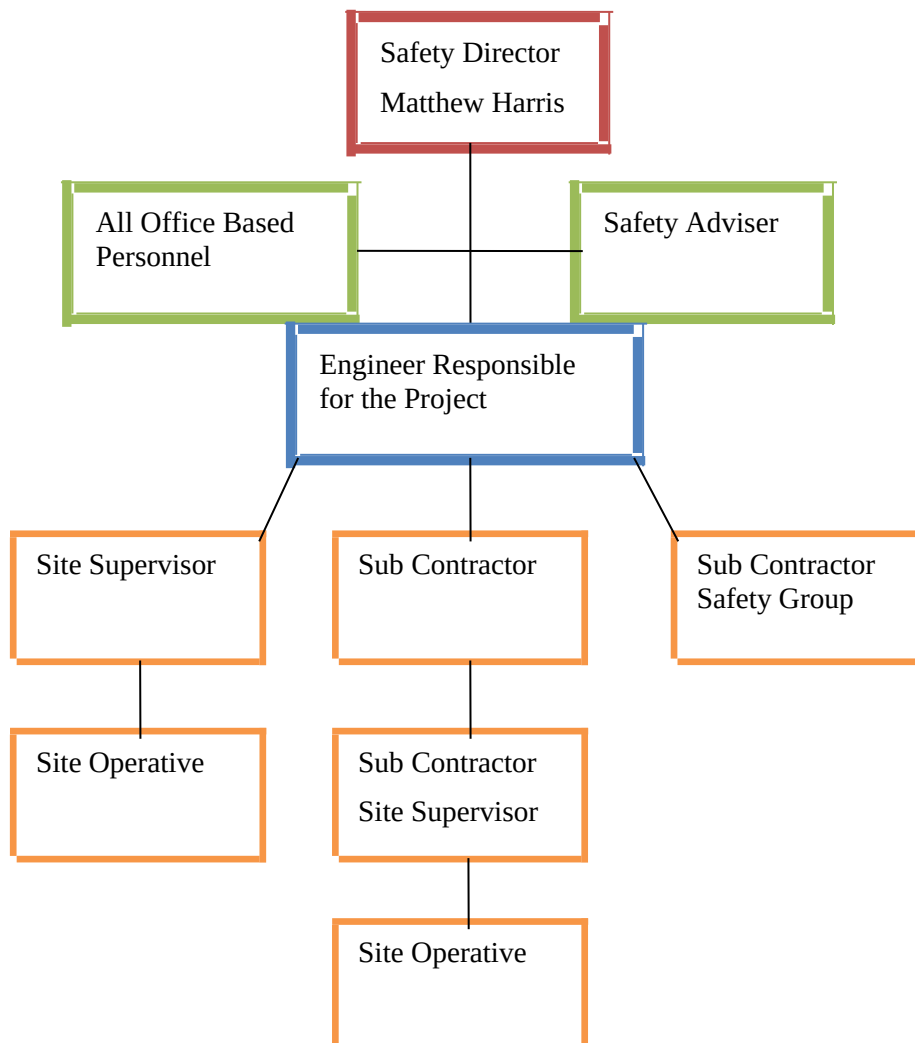 Safety Director
Matthew Harris
All Office Based
Personnel
Safety Adviser
Engineer Responsible
for the Project
Site Supervisor
Sub Contractor
Sub Contractor
Safety Group
Site Operative
Sub Contractor
Site Supervisor
Site Operative